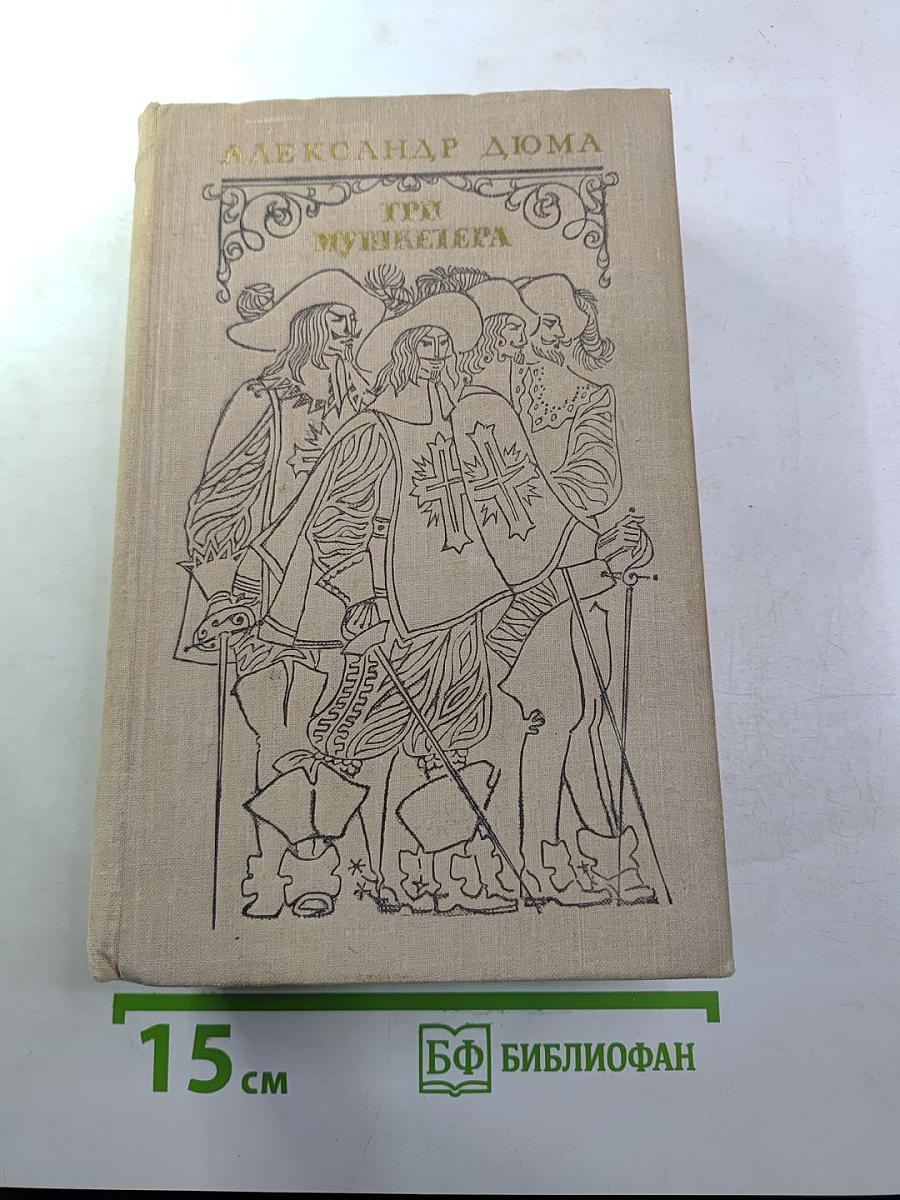 АЛЕКСАНДР ДЮМА
ТРИ
МУШКЕТЕРА
15 см
БФ БИБЛИОФАН